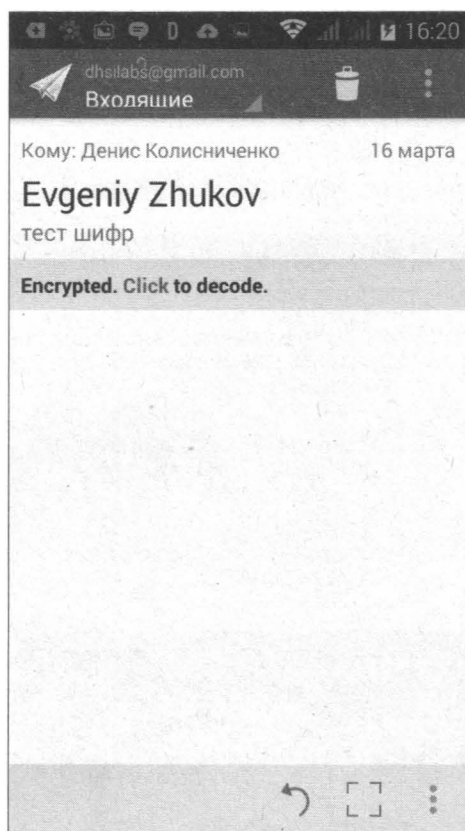 D 16:20
dhsilabs@gmail.com
Входящие
Кому: Денис Колисниченко 16 марта
Evgeniy Zhukov
тест шифр
Encrypted. Click to decode.